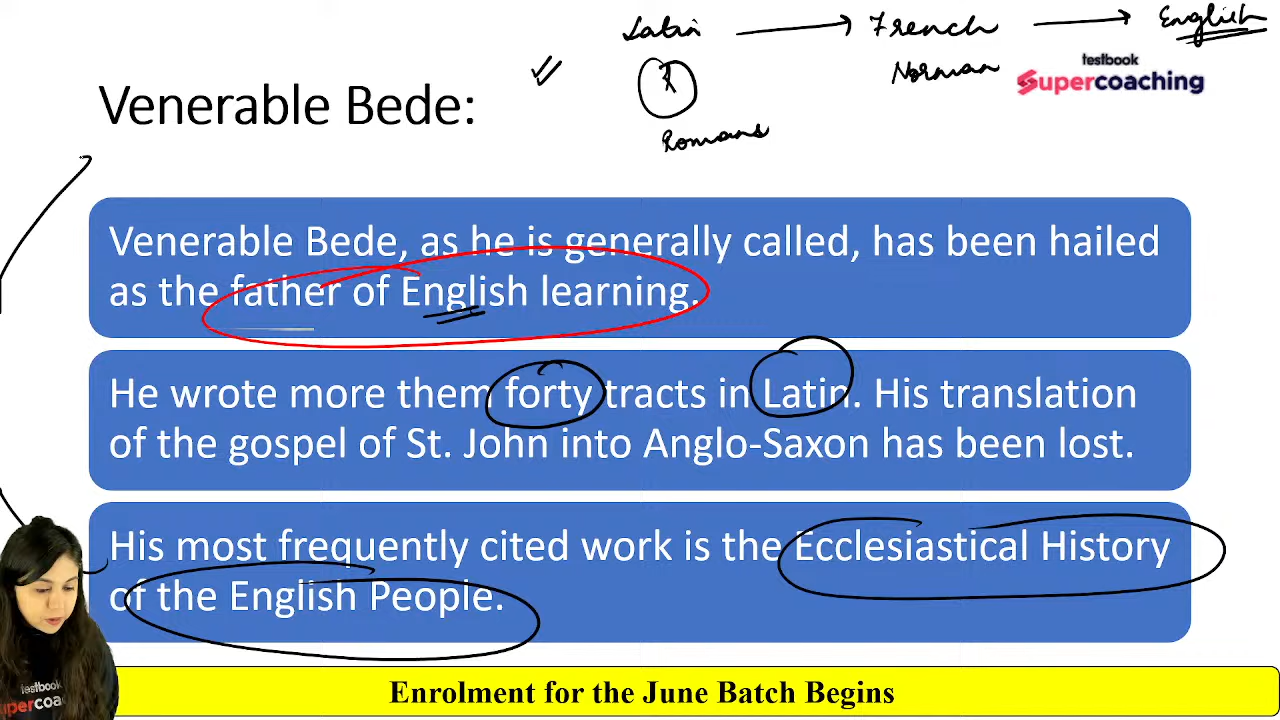 Latin → French → English
Norman
Romans
testbook
Supercoaching
Venerable Bede:
Venerable Bede, as he is generally called, has been hailed
as the father of English learning.
He wrote more them forty tracts in Latin. His translation
of the gospel of St. John into Anglo-Saxon has been lost.
His most frequently cited work is the Ecclesiastical History
of the English People.
testbook
supercoa
Enrolment for the June Batch Begins